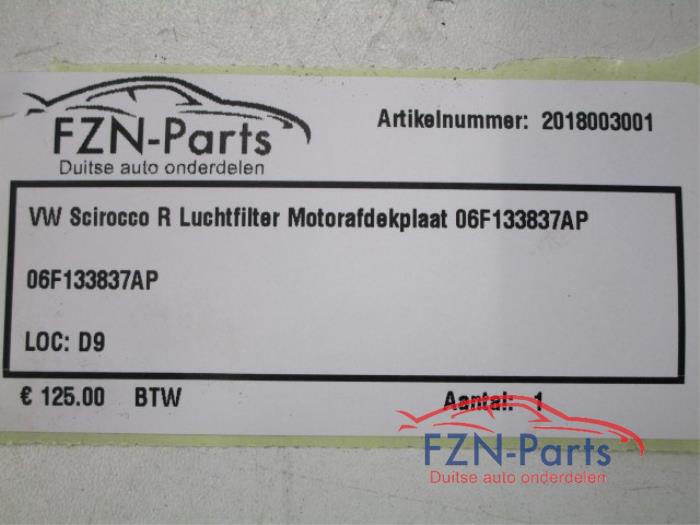 FZN-Parts
Duitse auto onderdelen
Artikelnummer: 2018003001
VW Scirocco R Luchtfilter Motorafdekplaat 06F133837AP
06F133837AP
LOC: D9
€ 125.00 BTW
Aantal: 1
FZN-Parts
Duitse auto onderdelen